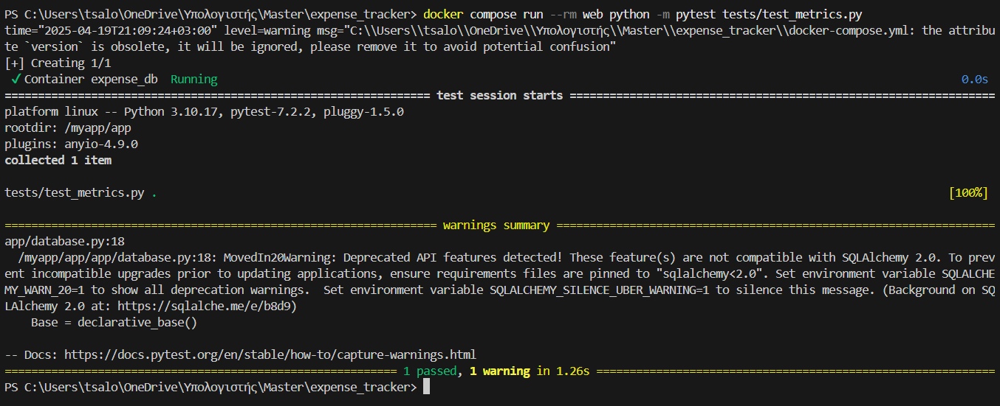 PS C:\Users\tsalo\OneDrive\Υπολογιστής\Master\expense_tracker> docker compose run --rm web python -m pytest tests/test_metrics.py
time="2025-04-19T21:09:24+03:00" level=warning msg="C:\\Users\\tsalo\\OneDrive\\Υπολογιστής\\Master\\expense_tracker\\docker-compose.yml: the attribu
te `version` is obsolete, it will be ignored, please remove it to avoid potential confusion"
[+] Creating 1/1
✓ Container expense_db  Running 0.0s
================================================================ test session starts ================================================================
platform linux -- Python 3.10.17, pytest-7.2.2, pluggy-1.5.0
rootdir: /myapp/app
plugins: anyio-4.9.0
collected 1 item
tests/test_metrics.py . [100%]
================================================================= warnings summary ==================================================================
app/database.py:18
  /myapp/app/app/database.py:18: MovedIn20Warning: Deprecated API features detected! These feature(s) are not compatible with SQLAlchemy 2.0. To prev
ent incompatible upgrades prior to updating applications, ensure requirements files are pinned to "sqlalchemy<2.0". Set environment variable SQLALCHE
MY_WARN_20=1 to show all deprecation warnings.  Set environment variable SQLALCHEMY_SILENCE_UBER_WARNING=1 to silence this message. (Background on SQ
LAlchemy 2.0 at: https://sqlalche.me/e/b8d9)
    Base = declarative_base()
-- Docs: https://docs.pytest.org/en/stable/how-to/capture-warnings.html
=========================================================== 1 passed, 1 warning in 1.26s ============================================================
PS C:\Users\tsalo\OneDrive\Υπολογιστής\Master\expense_tracker>